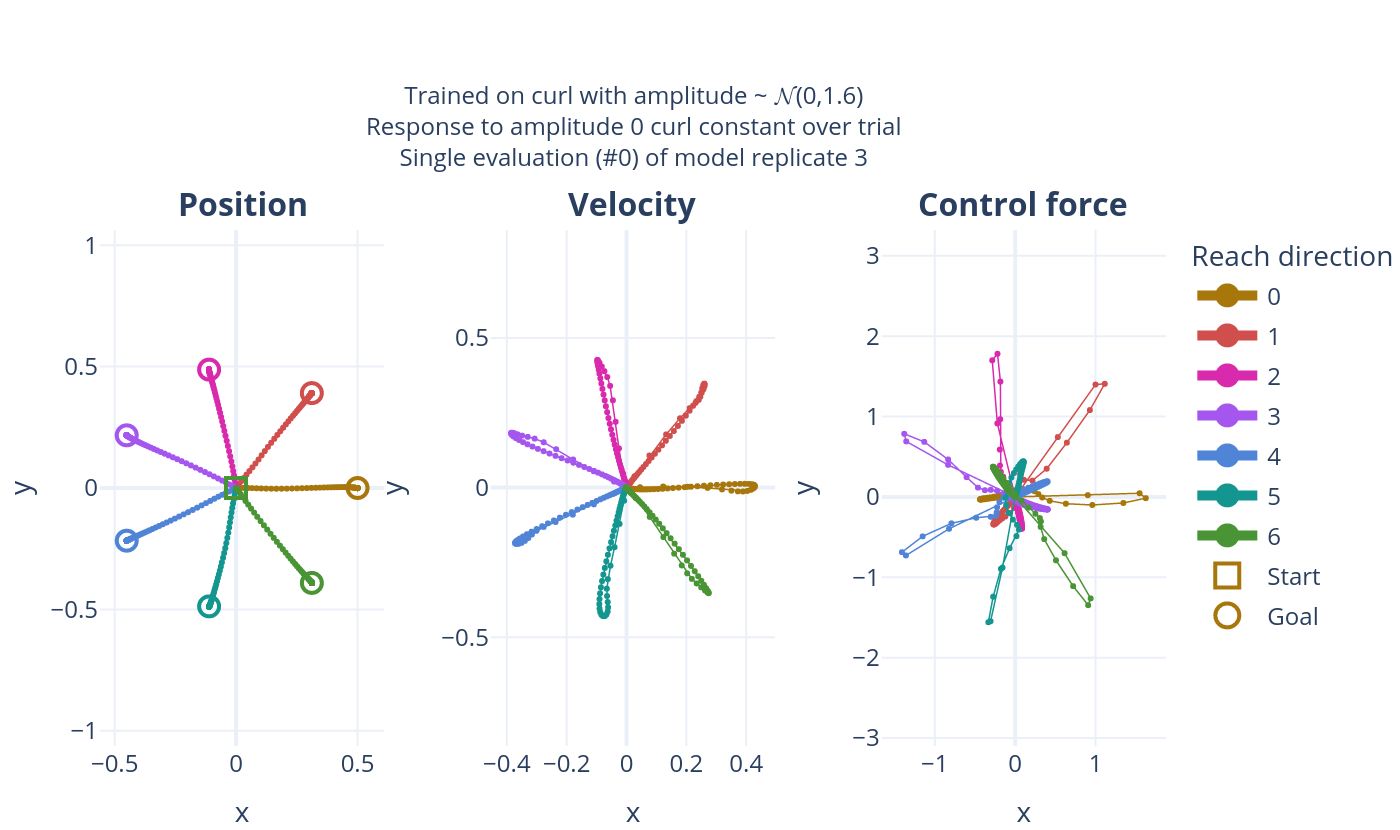 Trained on curl with amplitude ~ 𝒩(0,1.6)
Response to amplitude 0 curl constant over trial
Single evaluation (#0) of model replicate 3
Position
Velocity
Control force
1
0.5
0
−0.5
−1
−0.5
0
0.5
x
y
0.5
0
−0.5
−0.4
−0.2
0
0.2
0.4
x
y
3
2
1
0
−1
−2
−3
−1
0
1
x
y
Reach direction
0
1
2
3
4
5
6
Start
Goal